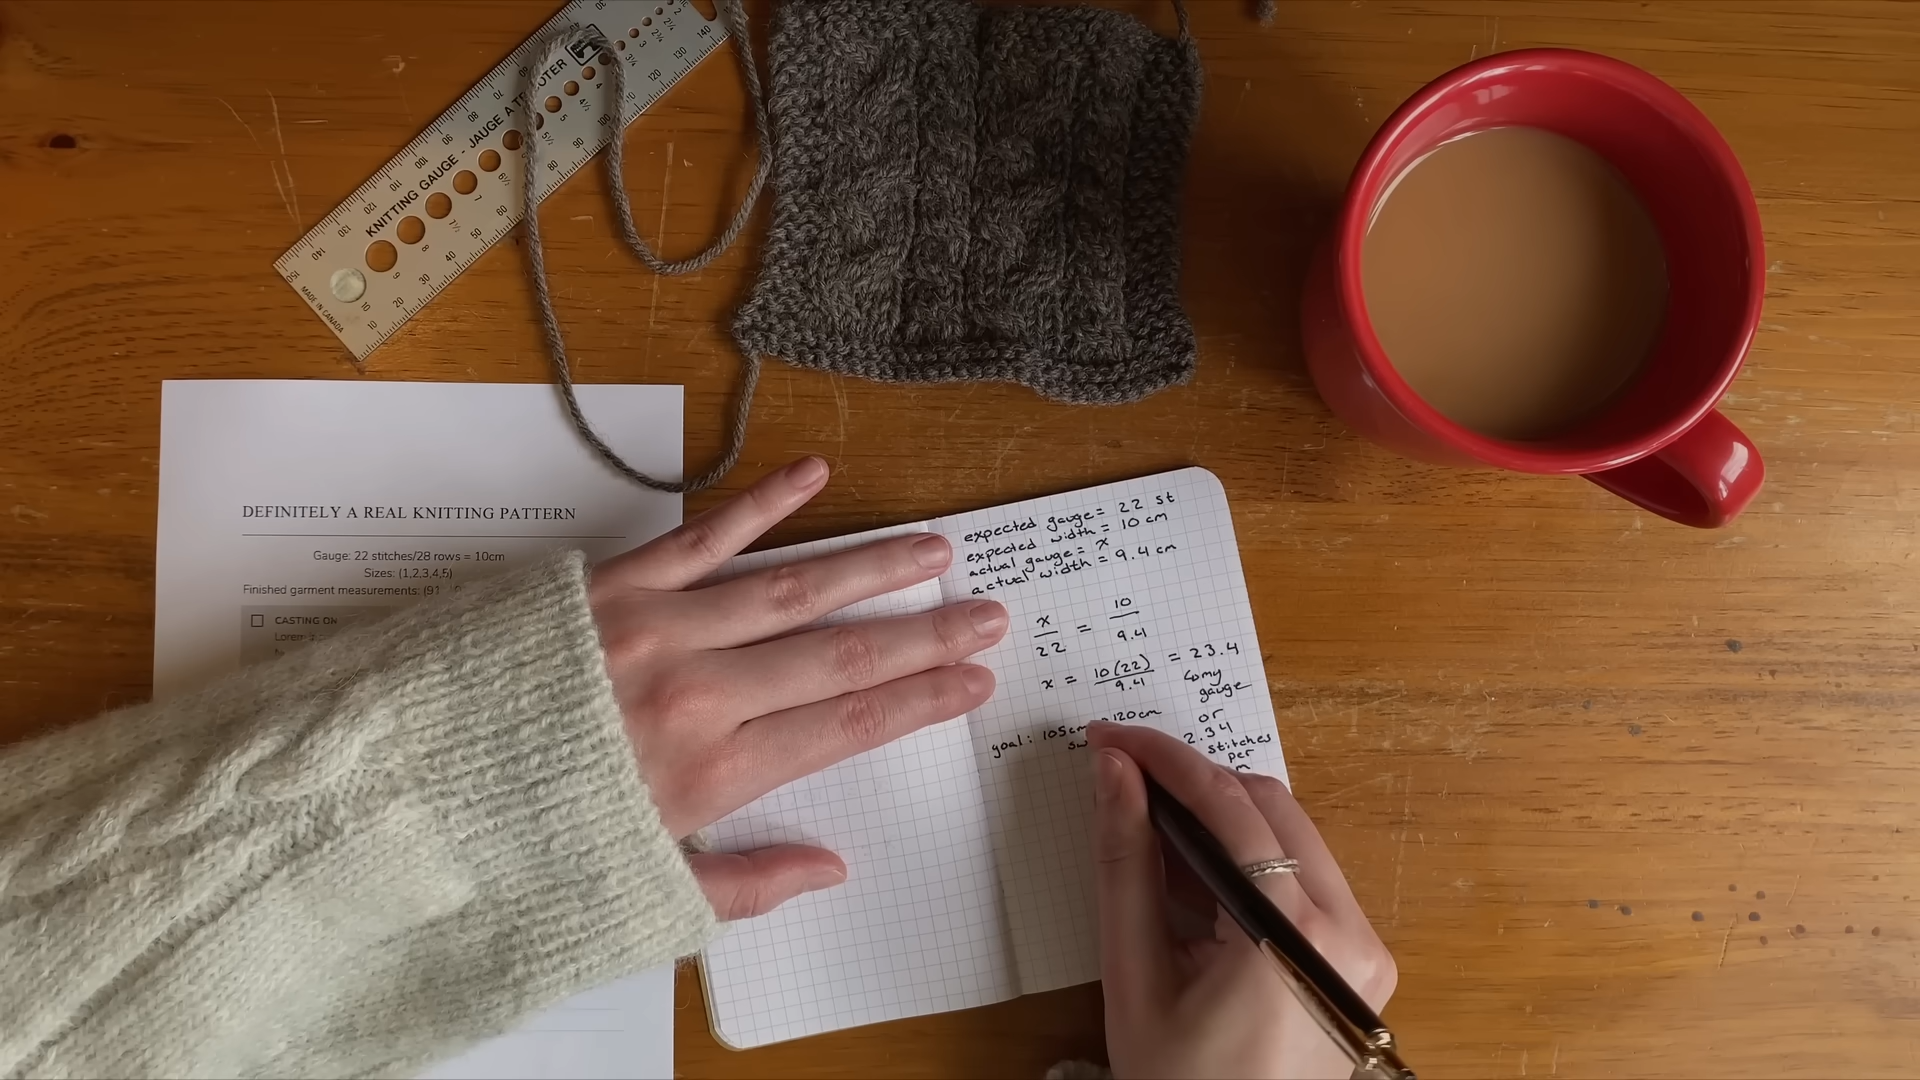 KNITTING GAUGE - JAUGE A TRICOTER
MADE IN CANADA
DEFINITELY A REAL KNITTING PATTERN
Gauge: 22 stitches/28 rows = 10cm
Sizes: (1,2,3,4,5)
Finished garment measurements: (91
CASTING ON
expected gauge = 22 st
expected width = 10 cm
actual gauge = x
actual width = 9.4 cm
x/22 = 10/9.4
x = 10(22)/9.4 = 23.4
↳ my
gauge
or
2.34
stitches
per
goal: 105cm 120cm